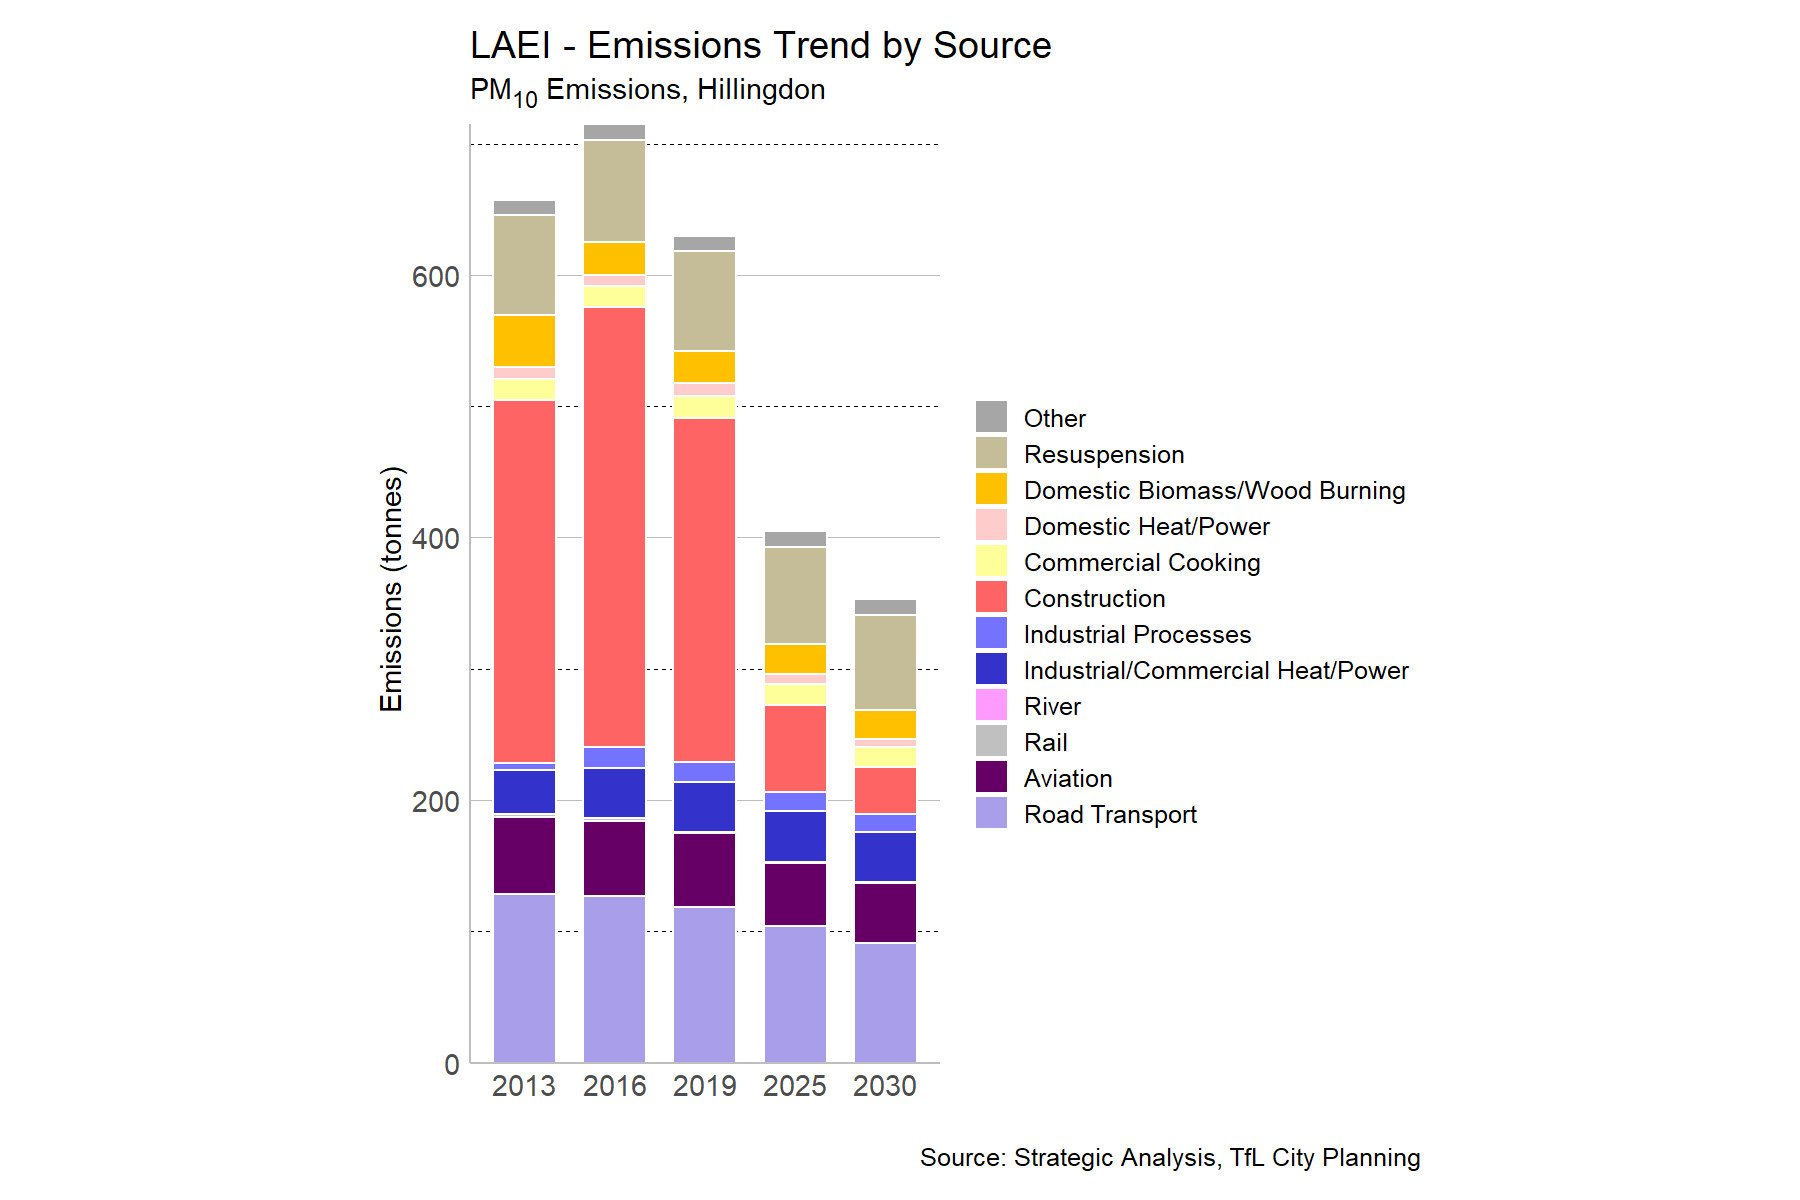 LAEI - Emissions Trend by Source
PM10 Emissions, Hillingdon
Emissions (tonnes)
600
400
200
0
2013 2016 2019 2025 2030
Other
Resuspension
Domestic Biomass/Wood Burning
Domestic Heat/Power
Commercial Cooking
Construction
Industrial Processes
Industrial/Commercial Heat/Power
River
Rail
Aviation
Road Transport
Source: Strategic Analysis, TfL City Planning